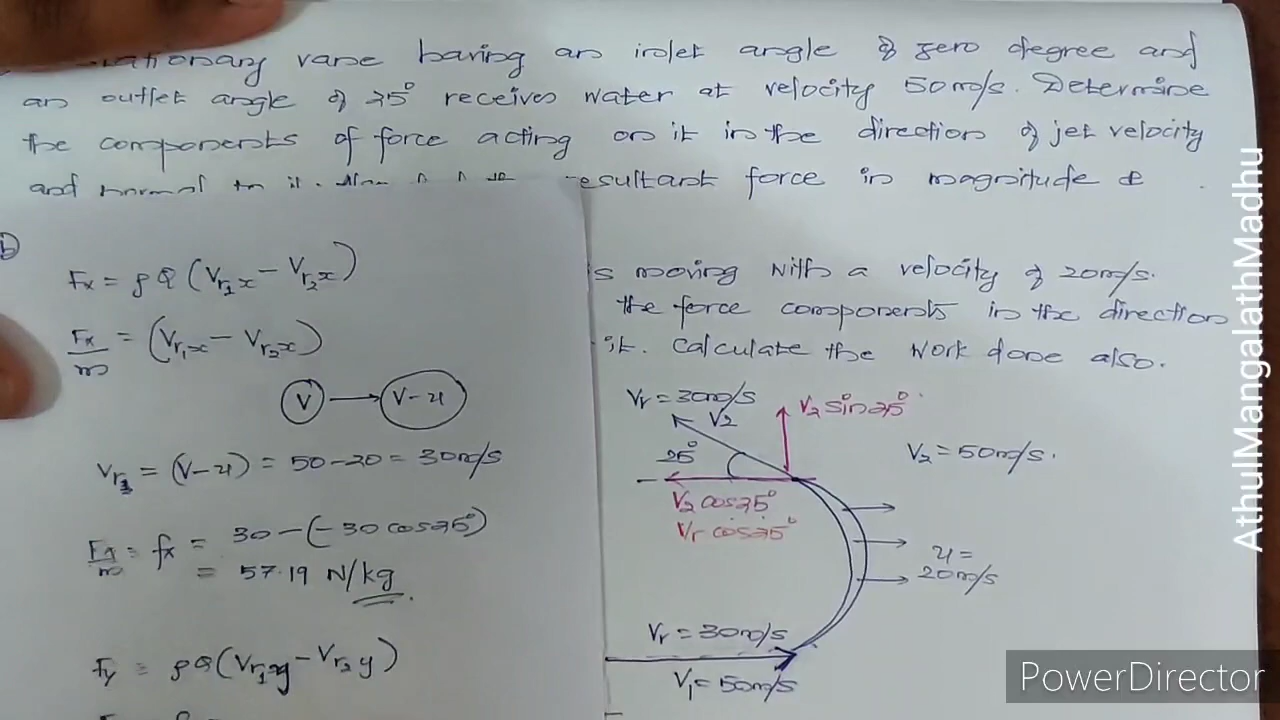 vane having an inlet angle of zero degree and
an outlet angle of 25° receives water at velocity 50m/s. Determine
the components of force acting on it in the direction of jet velocity
and normal to it. resultant force in magnitude &
b)
Fx = ρQ(Vr1x − Vr2x)
Fx/m = (Vr1x − Vr2x)
V → V-u
Vr1 = (V-u) = 50-20 = 30m/s
Fx/m = fx = 30-(-30 cos25°)
= 57.19 N/kg.
Fy = ρQ(Vr1y − Vr2y)
is moving with a velocity of 20m/s.
the force components in the direction
it. Calculate the work done also.
Vr = 30m/s
V2
V2 sin25°
25°
V2 = 50m/s.
V2 cos25°
Vr cos25°
u =
20m/s
Vr = 30m/s
V1 = 50m/s
AthulMangalathMadhu
PowerDirector